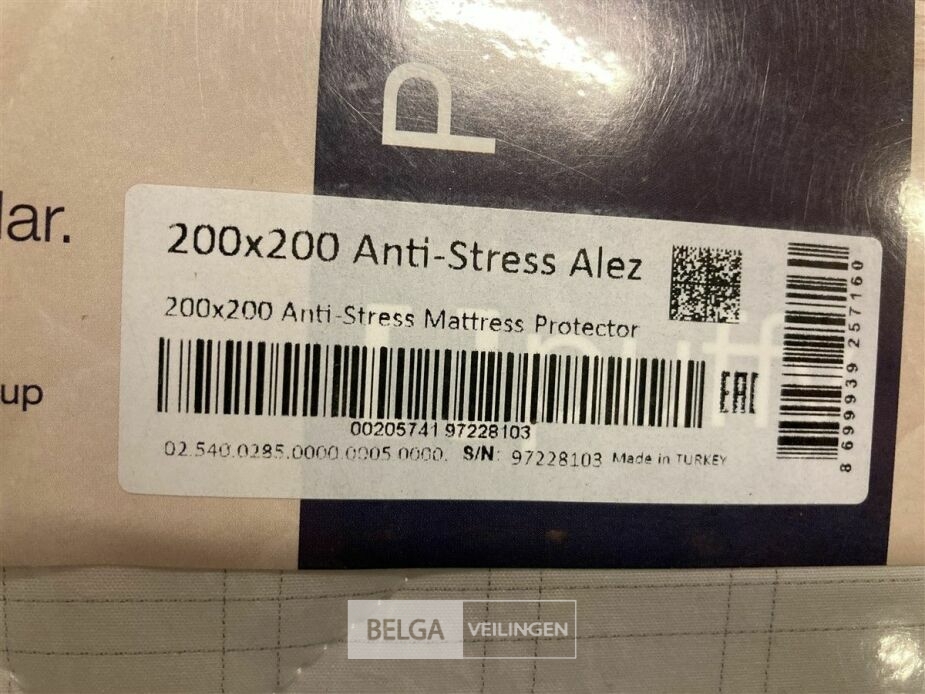 P
lar.
200x200 Anti-Stress Alez
200x200 Anti-Stress Mattress Protector
up
00205741 97228103
EAC
02.540.0285.0000.0005.0000. S/N: 97228103 Made in TURKEY
8 699939 257160
BELGA VEILINGEN